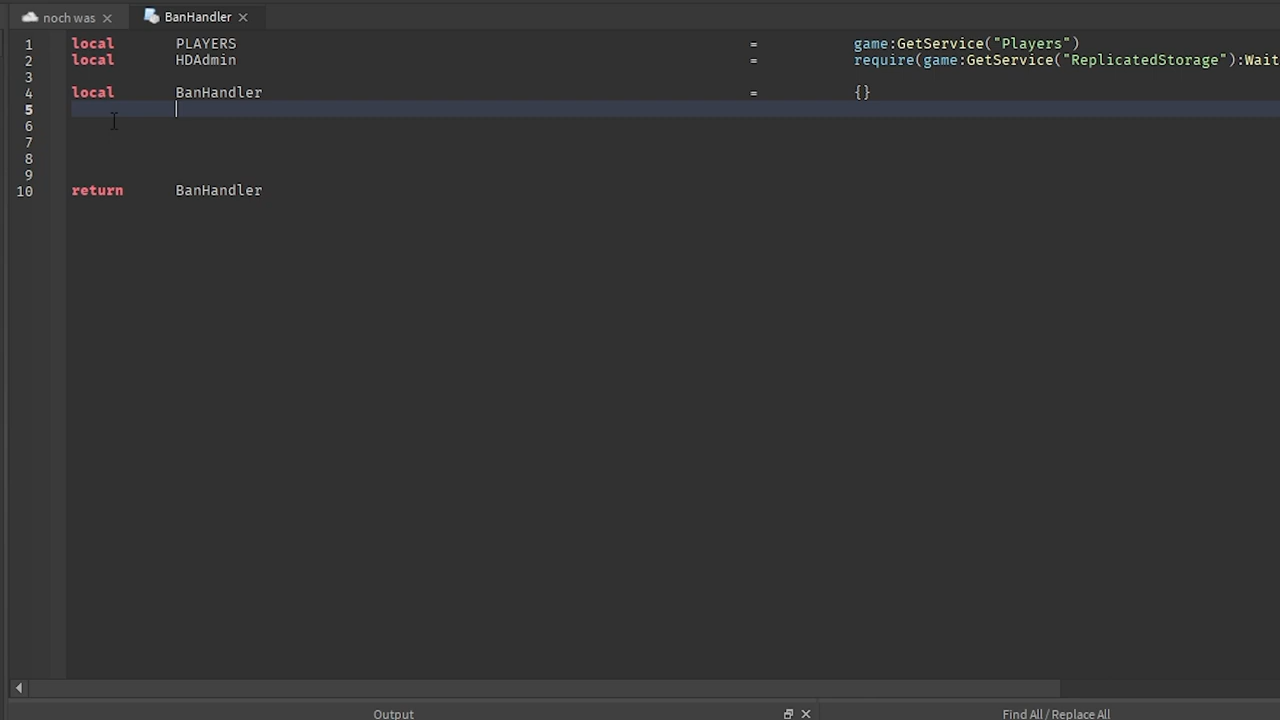 noch was
BanHandler
1 local PLAYERS = game:GetService("Players")
2 local HDAdmin = require(game:GetService("ReplicatedStorage"):Wait
3
4 local BanHandler = {}
5
6
7
8
9
10 return BanHandler
Output
Find All / Replace All